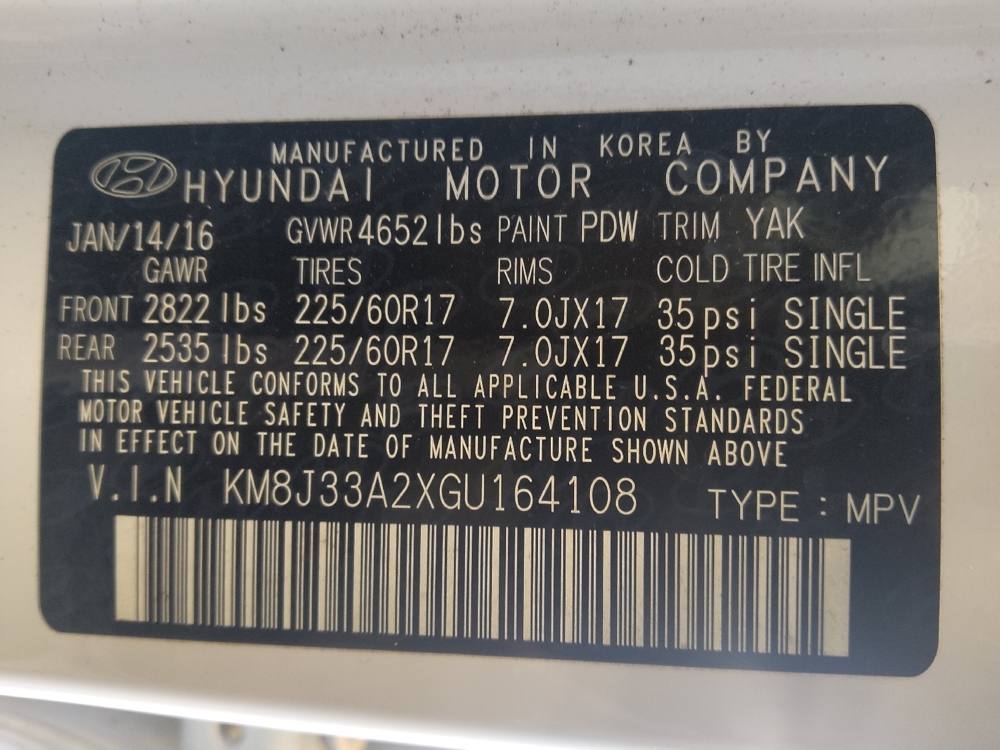 MANUFACTURED IN KOREA BY
HYUNDAI MOTOR COMPANY
JAN/14/16 GVWR 4652lbs PAINT PDW TRIM YAK
GAWR TIRES RIMS COLD TIRE INFL
FRONT 2822 lbs 225/60R17 7.0JX17 35psi SINGLE
REAR 2535 lbs 225/60R17 7.0JX17 35psi SINGLE
THIS VEHICLE CONFORMS TO ALL APPLICABLE U.S.A. FEDERAL
MOTOR VEHICLE SAFETY AND THEFT PREVENTION STANDARDS
IN EFFECT ON THE DATE OF MANUFACTURE SHOWN ABOVE
V.I.N KM8J33A2XGU164108 TYPE : MPV